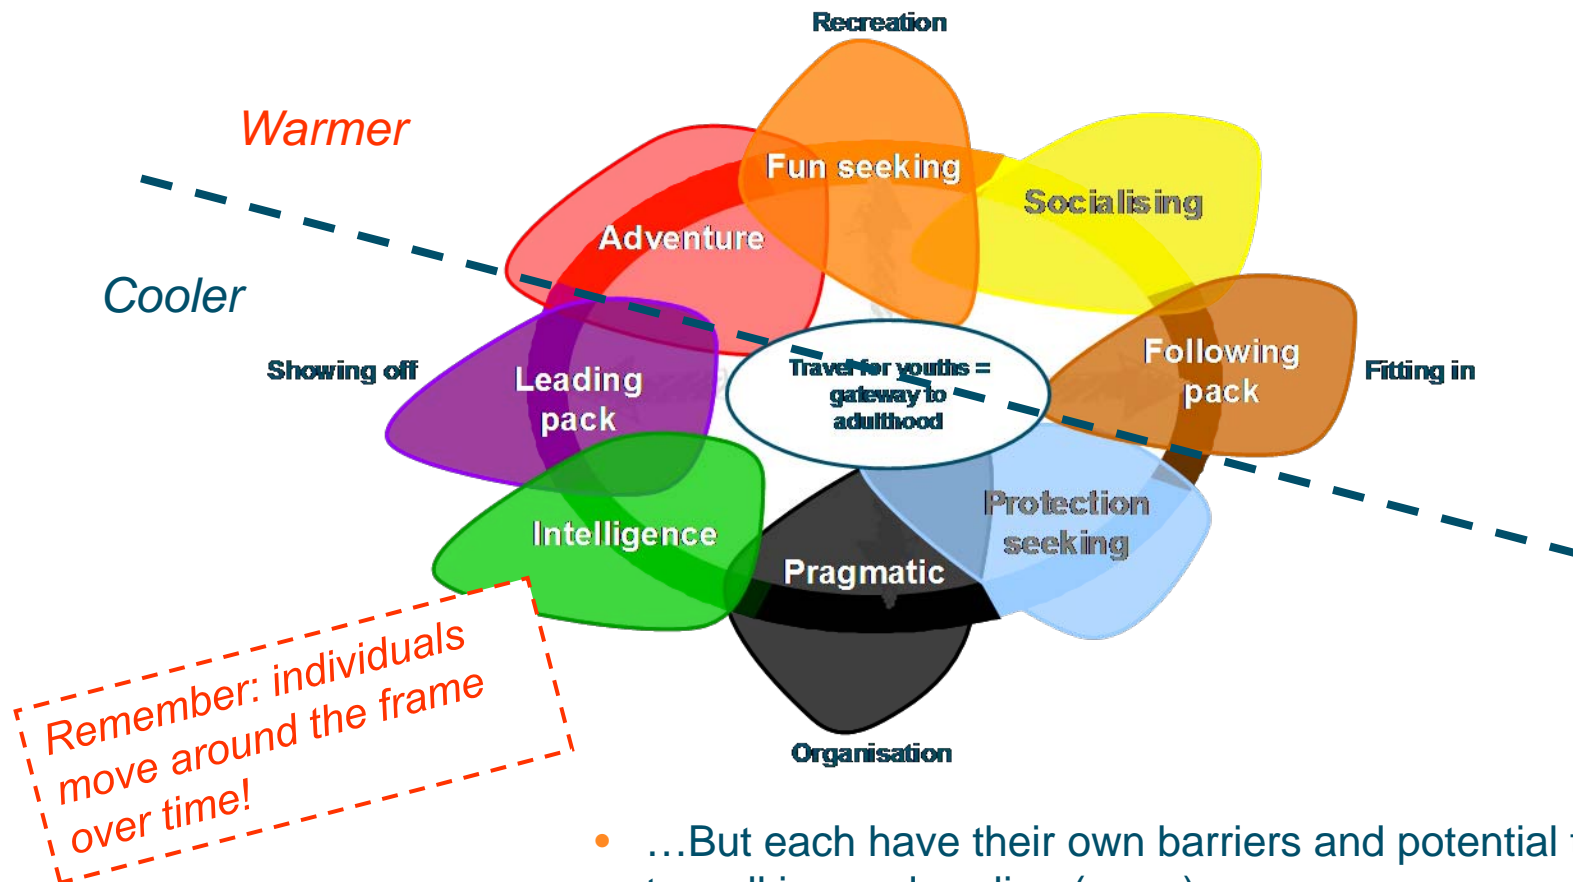 Recreation
Warmer
Fun seeking
Socialising
Adventure
Cooler
Showing off
Leading
pack
Travel for youths =
gateway to
adulthood
Following
pack
Fitting in
Intelligence
Protection
seeking
Pragmatic
Remember: individuals
move around the frame
over time!
Organisation
…But each have their own barriers and potential